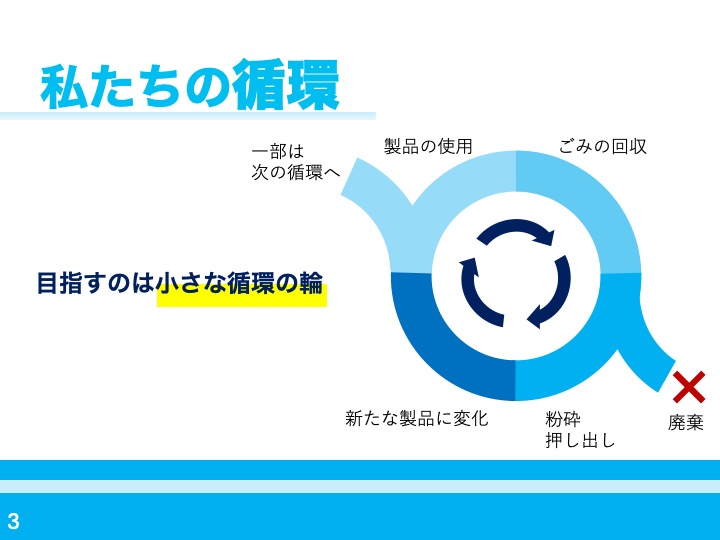 私たちの循環
一部は
次の循環へ
製品の使用
ごみの回収
目指すのは小さな循環の輪
新たな製品に変化
粉砕
押し出し
廃棄
3